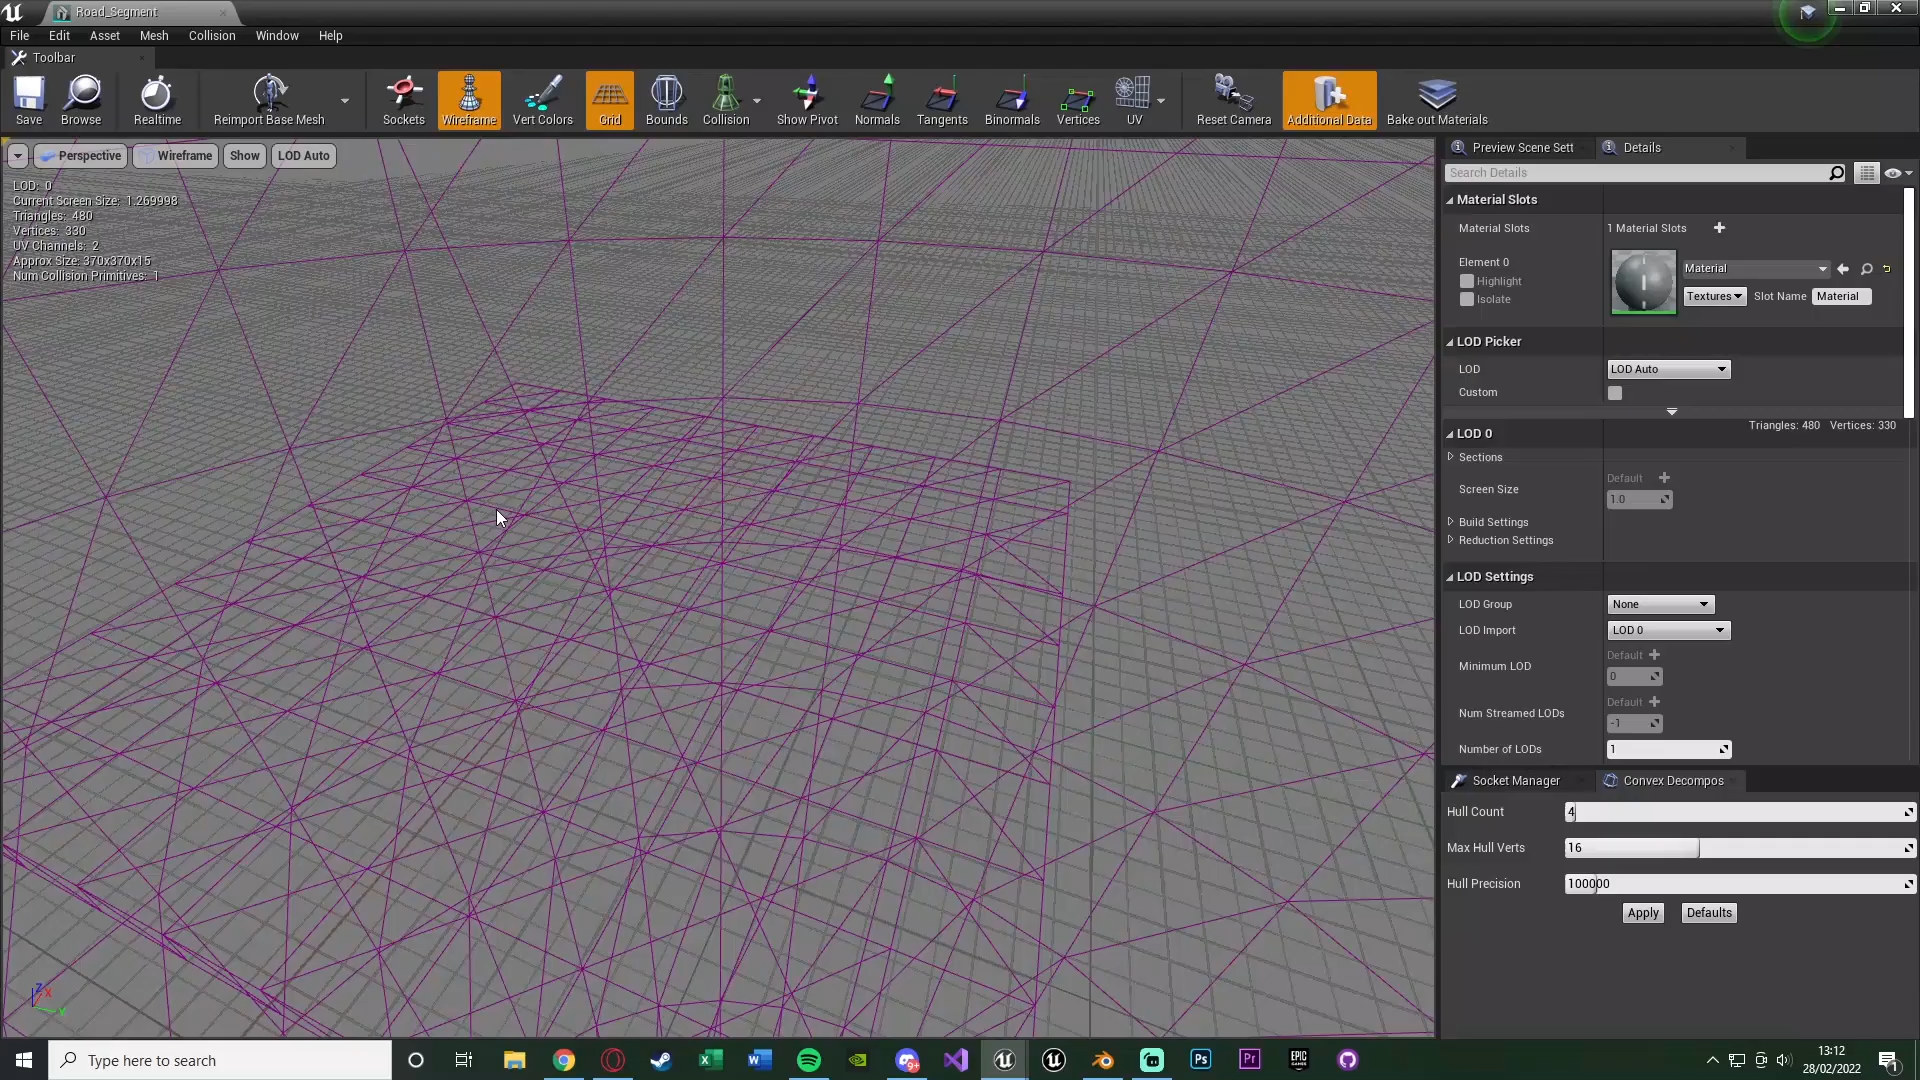 Road_Segment
File Edit Asset Mesh Collision Window Help
Toolbar
Save Browse Realtime Reimport Base Mesh Sockets Wireframe Vert Colors Grid Bounds Collision Show Pivot Normals Tangents Binormals Vertices UV Reset Camera Additional Data Bake out Materials
Perspective Wireframe Show LOD Auto
LOD: 0
Current Screen Size: 1.269998
Triangles: 480
Vertices: 330
UV Channels: 2
Approx Size: 370x370x15
Num Collision Primitives: 1
Z X Y
Preview Scene Sett Details
Search Details
Material Slots
Material Slots 1 Material Slots
Element 0
Highlight
Isolate
Material
Textures Slot Name Material
LOD Picker
LOD LOD Auto
Custom
LOD 0 Triangles: 480 Vertices: 330
Sections
Default
Screen Size
1.0
Build Settings
Reduction Settings
LOD Settings
LOD Group None
LOD Import LOD 0
Default
Minimum LOD
0
Default
Num Streamed LODs
-1
Number of LODs 1
Socket Manager Convex Decompos
Hull Count 4
Max Hull Verts 16
Hull Precision 100000
Apply Defaults
Type here to search
9+
Ps
Pr
EPIC GAMES
13:12
28/02/2022
1